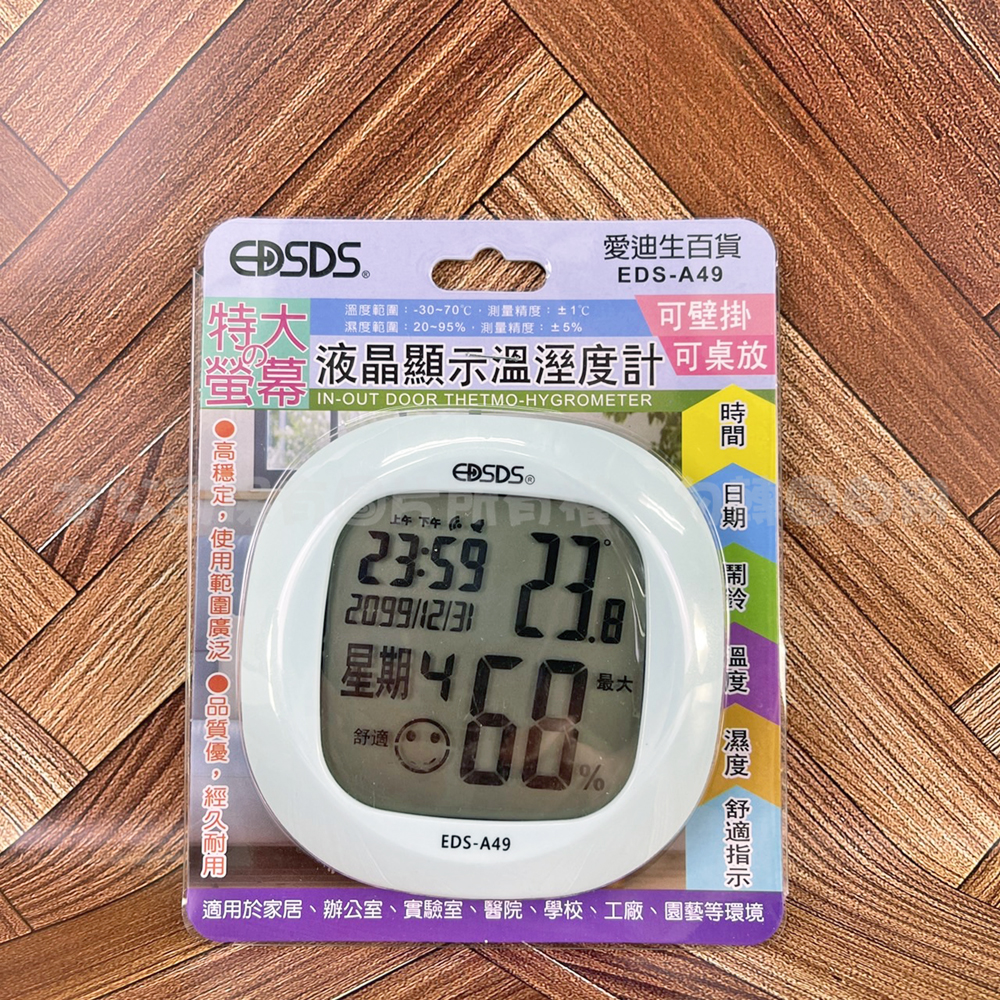 EDSDS®
愛迪生百貨
EDS-A49
溫度範圍：-30~70℃，測量精度：±1℃
濕度範圍：20~95%，測量精度：±5%
特大の
螢幕
可壁掛
可桌放
液晶顯示溫溼度計
IN-OUT DOOR THETMO-HYGROMETER
●高穩定，使用範圍廣泛
●品質優，經久耐用
EDSDS®
上午 下午
23:59
23.8°
2099/12/31
星期4
68%
最大
舒適
EDS-A49
時間
日期
鬧鈴
溫度
濕度
舒適指示
適用於家居、辦公室、實驗室、醫院、學校、工廠、園藝等環境